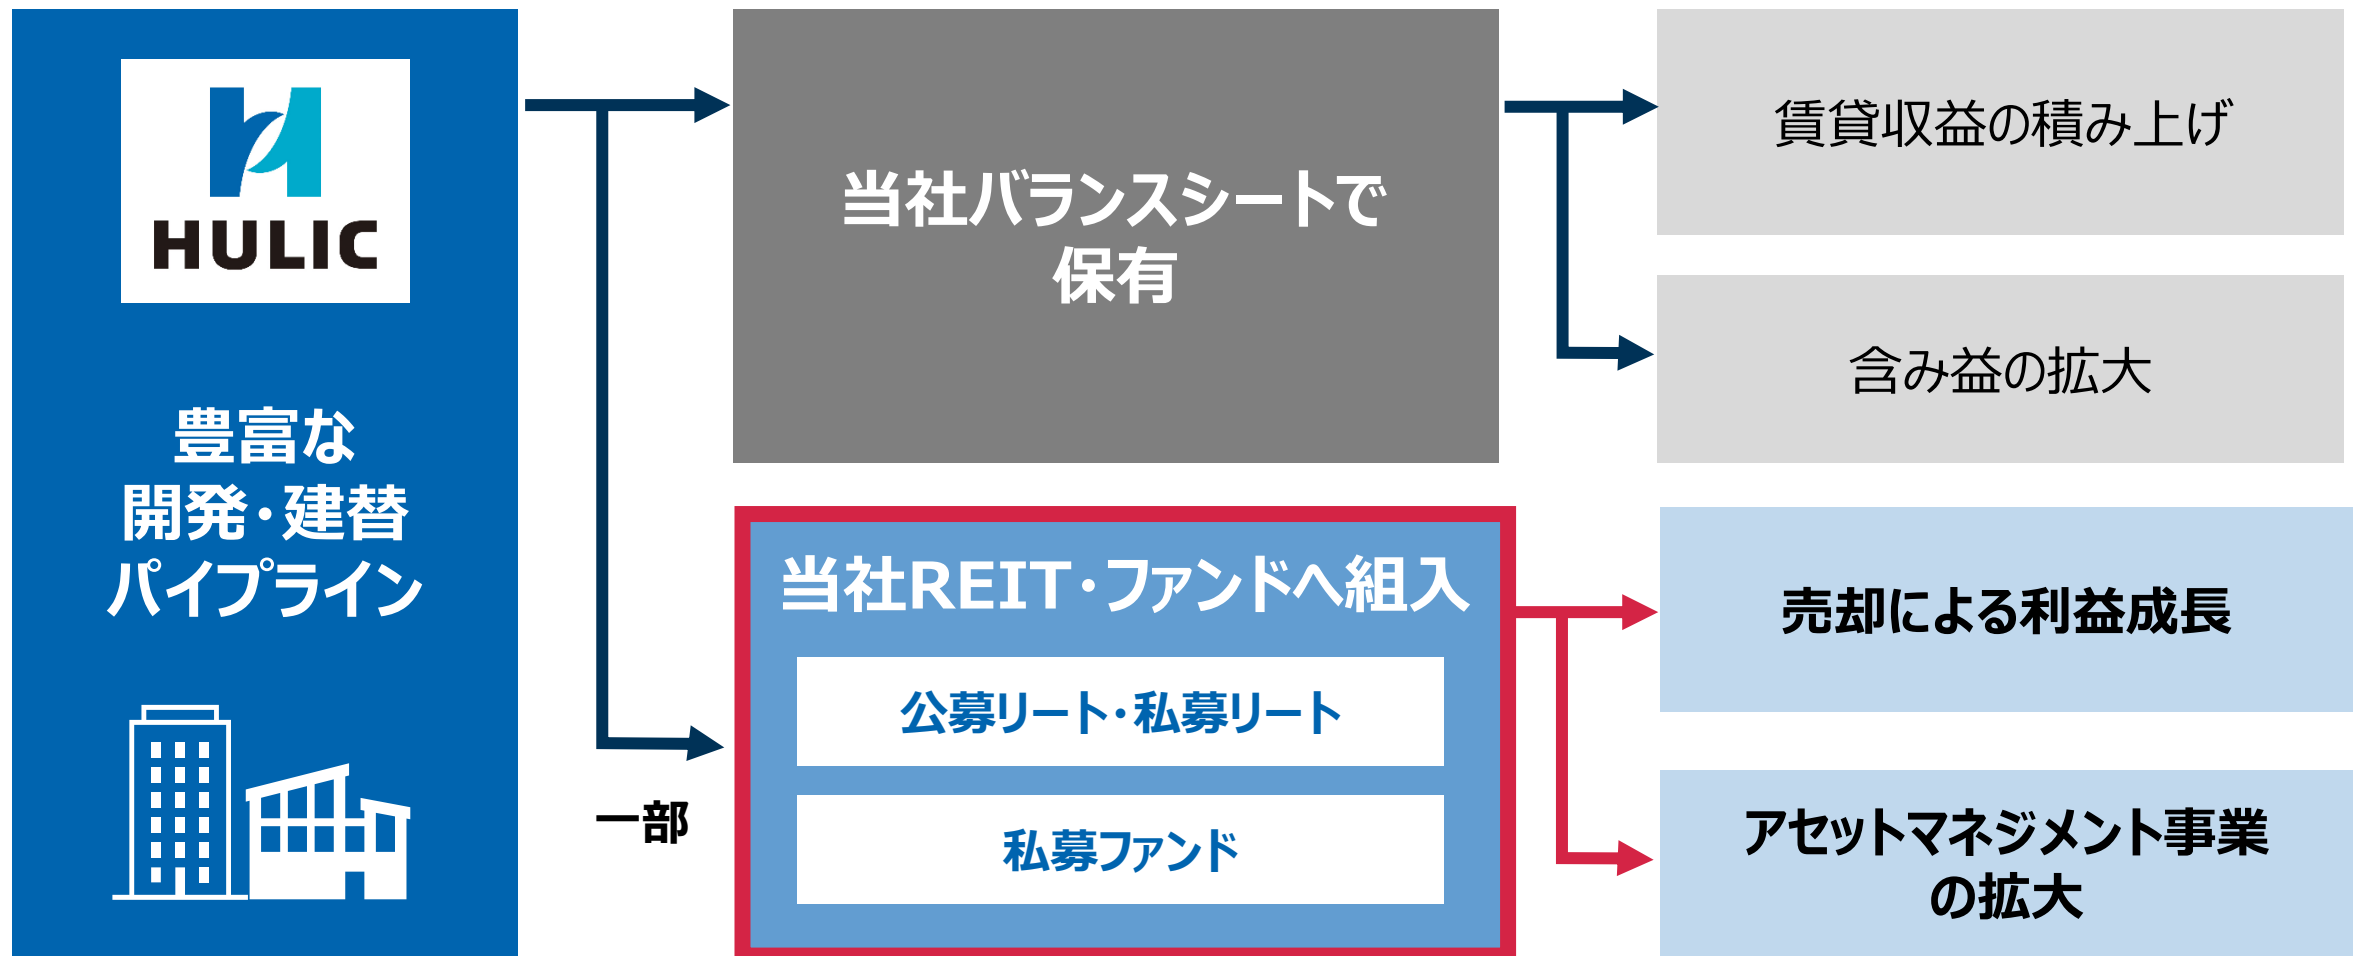 HULIC
豊富な
開発・建替
パイプライン
一部
当社バランスシートで
保有
当社REIT・ファンドへ組入
公募リート・私募リート
私募ファンド
賃貸収益の積み上げ
含み益の拡大
売却による利益成長
アセットマネジメント事業
の拡大